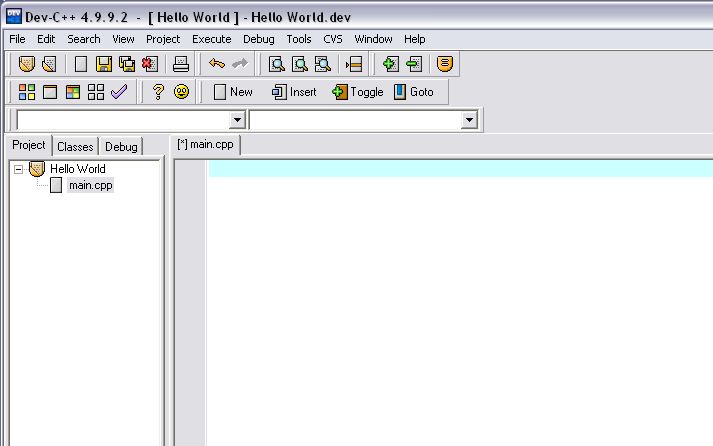 Dev-C++ 4.9.9.2 - [ Hello World ] - Hello World.dev
File Edit Search View Project Execute Debug Tools CVS Window Help
New Insert Toggle Goto
Project Classes Debug [*] main.cpp
Hello World
main.cpp